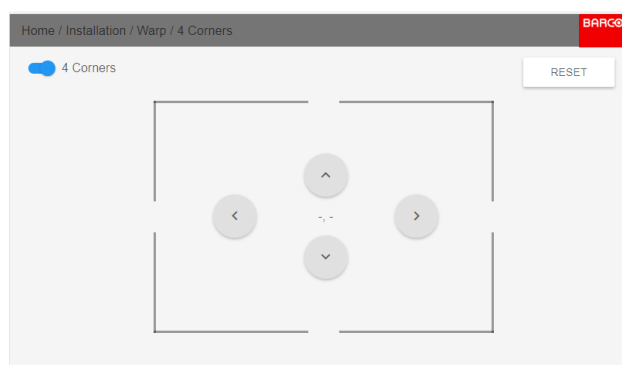 Home / Installation / Warp / 4 Corners
BARCO
4 Corners
RESET
-, -